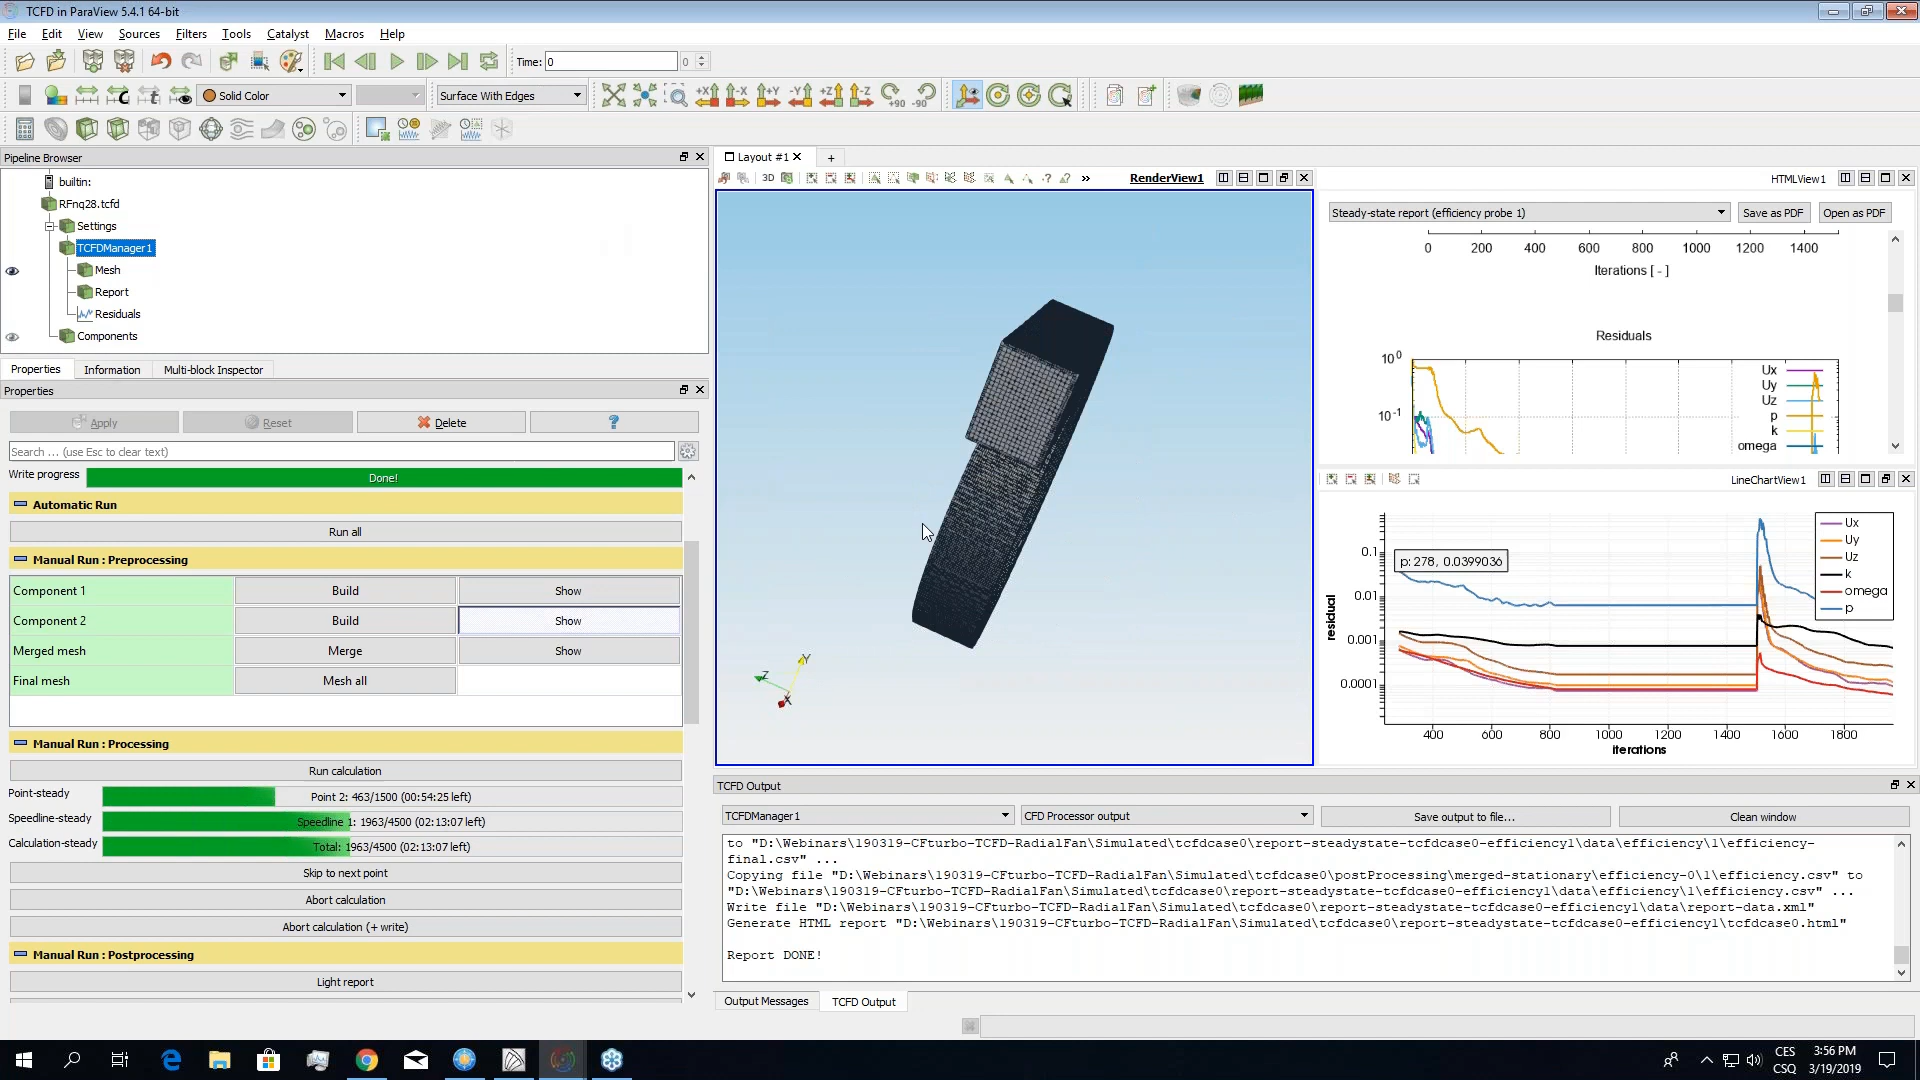 TCFD in ParaView 5.4.1 64-bit
File Edit View Sources Filters Tools Catalyst Macros Help
Time: 0 0
Solid Color Surface With Edges +X -X +Y -Y +Z -Z +90 -90
Pipeline Browser
builtin:
RFnq28.tcfd
Settings
TCFDManager1
Mesh
Report
Residuals
Components
Properties Information Multi-block Inspector
Properties
Apply Reset Delete ?
Search ... (use Esc to clear text)
Write progress Done!
Automatic Run
Run all
Manual Run : Preprocessing
Component 1 Build Show
Component 2 Build Show
Merged mesh Merge Show
Final mesh Mesh all
Manual Run : Processing
Run calculation
Point-steady Point 2: 463/1500 (00:54:25 left)
Speedline-steady Speedline 1: 1963/4500 (02:13:07 left)
Calculation-steady Total: 1963/4500 (02:13:07 left)
Skip to next point
Abort calculation
Abort calculation (+ write)
Manual Run : Postprocessing
Light report
Layout #1 +
3D » RenderView1
Z Y X
HTMLView1
Steady-state report (efficiency probe 1) Save as PDF Open as PDF
0 200 400 600 800 1000 1200 1400
Iterations [ - ]
Residuals
10^0
10^-1
Ux
Uy
Uz
p
k
omega
LineChartView1
p: 278, 0.0399036
0.1
0.01
0.001
0.0001
residual
400 600 800 1000 1200 1400 1600 1800
iterations
Ux
Uy
Uz
k
omega
p
TCFD Output
TCFDManager1 CFD Processor output Save output to file... Clean window
to "D:\Webinars\190319-CFturbo-TCFD-RadialFan\Simulated\tcfdcase0\report-steadystate-tcfdcase0-efficiency1\data\efficiency\1\efficiency-
final.csv" ...
Copying file "D:\Webinars\190319-CFturbo-TCFD-RadialFan\Simulated\tcfdcase0\postProcessing\merged-stationary\efficiency-0\1\efficiency.csv" to
"D:\Webinars\190319-CFturbo-TCFD-RadialFan\Simulated\tcfdcase0\report-steadystate-tcfdcase0-efficiency1\data\efficiency\1\efficiency.csv" ...
Write file "D:\Webinars\190319-CFturbo-TCFD-RadialFan\Simulated\tcfdcase0\report-steadystate-tcfdcase0-efficiency1\data\report-data.xml"
Generate HTML report "D:\Webinars\190319-CFturbo-TCFD-RadialFan\Simulated\tcfdcase0\report-steadystate-tcfdcase0-efficiency1\tcfdcase0.html"
Report DONE!
Output Messages TCFD Output
CES 3:56 PM
CSQ 3/19/2019